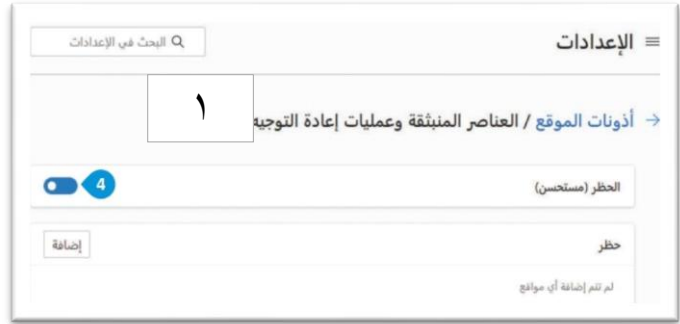 الإعدادات
البحث في الإعدادات
١
أذونات الموقع / العناصر المنبثقة وعمليات إعادة التوجيه
الحظر (مستحسن)
4
حظر
إضافة
لم تتم إضافة أي مواقع